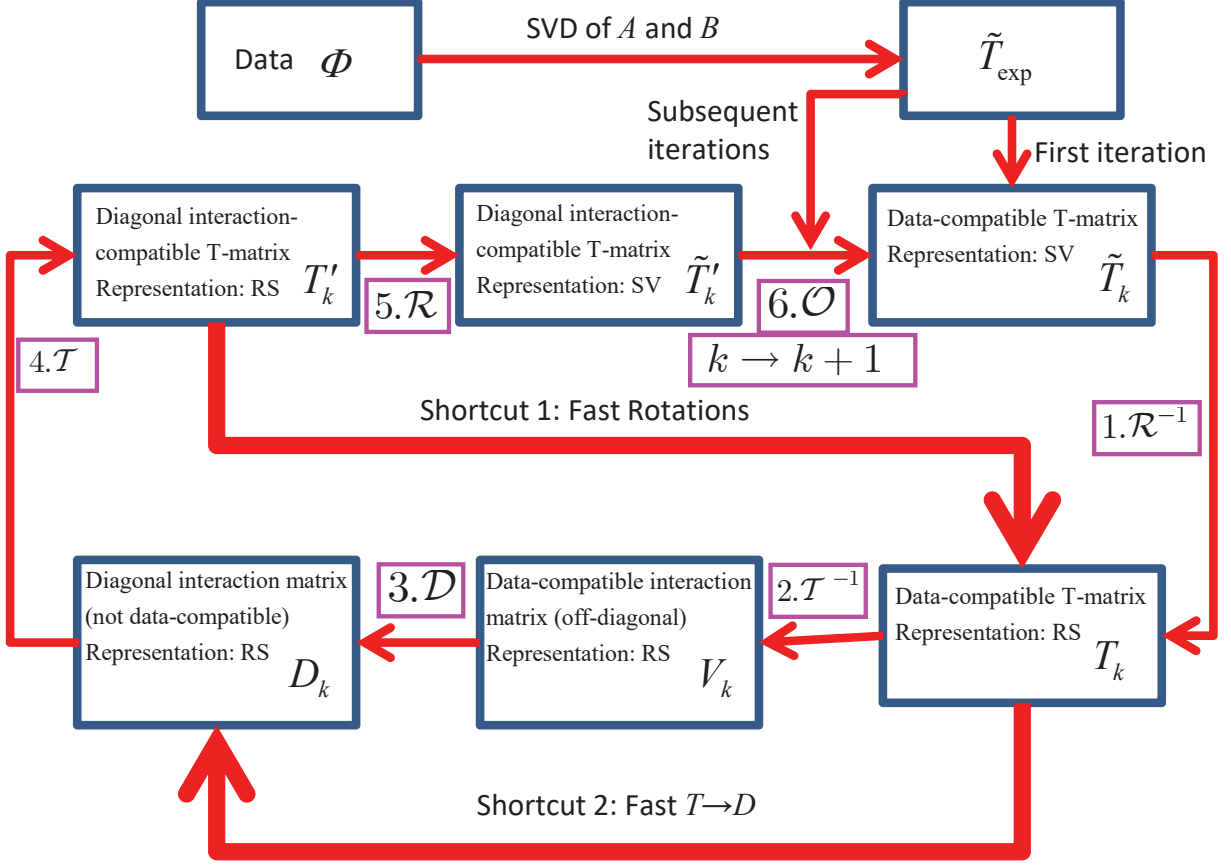 SVD of A and B
Data Φ
T̃exp
Subsequent
iterations
First iteration
Diagonal interaction-
compatible T-matrix
Representation: RS
T′k
Diagonal interaction-
compatible T-matrix
Representation: SV
T̃′k
Data-compatible T-matrix
Representation: SV
T̃k
5.ℛ
6.𝒪
k → k + 1
4.𝒯
Shortcut 1: Fast Rotations
1.ℛ⁻¹
Diagonal interaction matrix
(not data-compatible)
Representation: RS
Dk
3.𝒟
Data-compatible interaction
matrix (off-diagonal)
Representation: RS
Vk
2.𝒯⁻¹
Data-compatible T-matrix
Representation: RS
Tk
Shortcut 2: Fast T→D